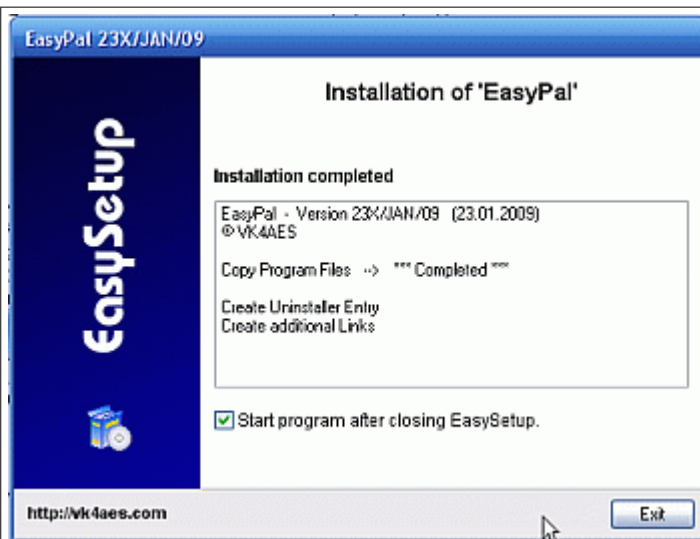 EasyPal 23X/JAN/09
EasySetup
Installation of 'EasyPal'
Installation completed
EasyPal - Version 23X/JAN/09 (23.01.2009)
© VK4AES
Copy Program Files --> *** Completed ***
Create Uninstaller Entry
Create additional Links
Start program after closing EasySetup.
http://vk4aes.com
Exit